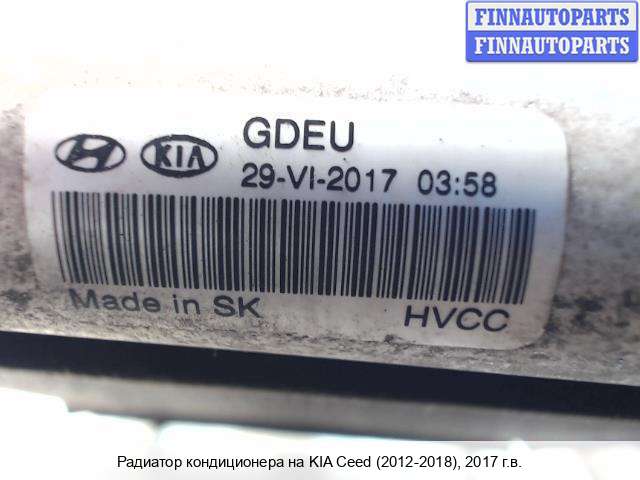 FINNAUTOPARTS
FINNAUTOPARTS
GDEU
KIA
29-VI-2017 03:58
Made in SK
HVCC
Радиатор кондиционера на KIA Ceed (2012-2018), 2017 г.в.